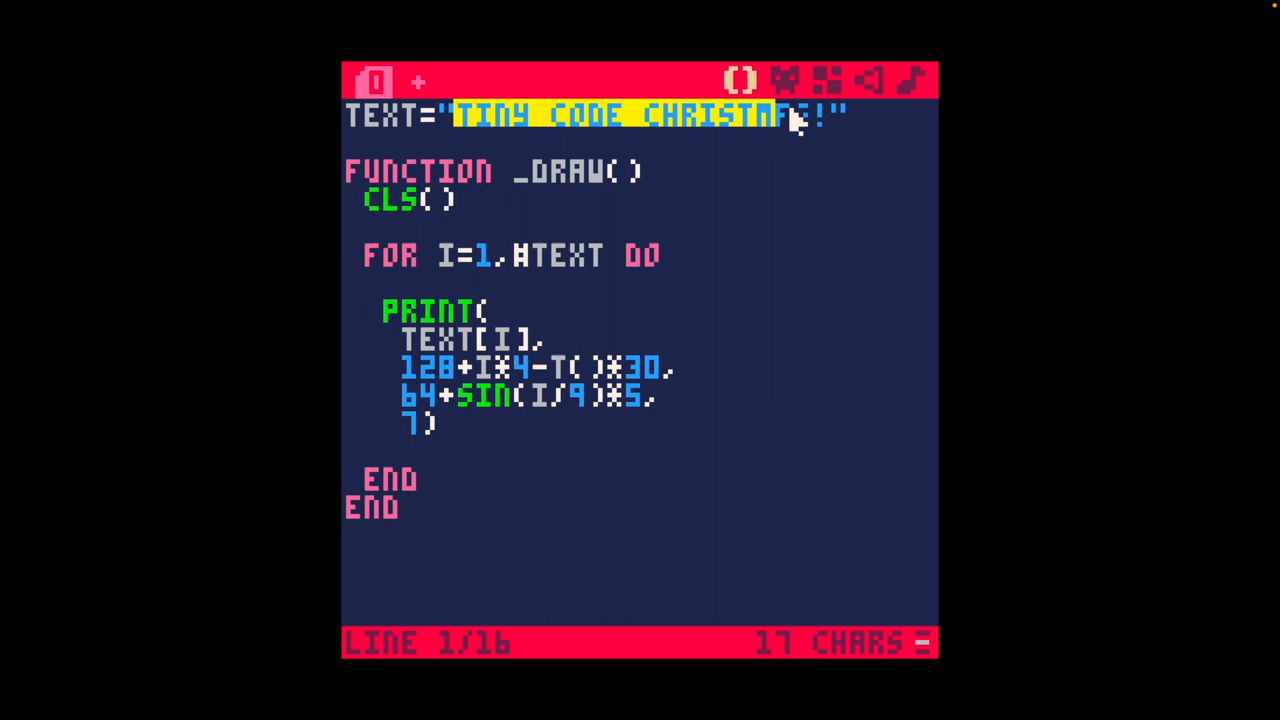 0 +
TEXT="TINY CODE CHRISTMAS!"
FUNCTION _DRAW()
CLS()
FOR I=1,#TEXT DO
PRINT(
TEXT[I],
128+I*4-T()*30,
64+SIN(I/9)*5,
7)
END
END
LINE 1/16
17 CHARS